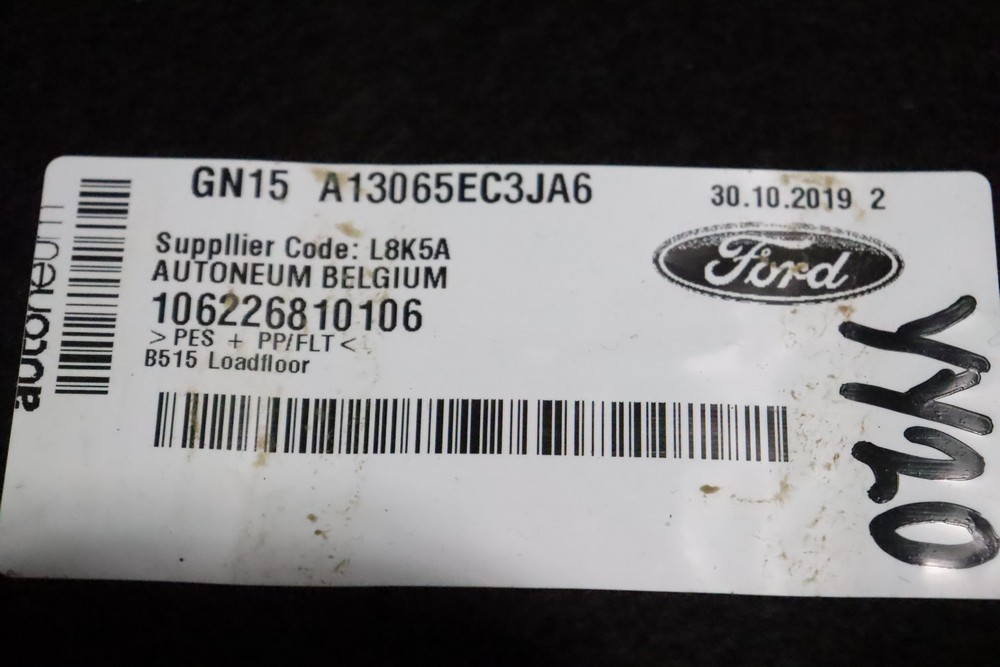 GN15 A13065EC3JA6
30.10.2019 2
Suppllier Code: L8K5A
AUTONEUM BELGIUM
106226810106
> PES + PP/FLT <
B515 Loadfloor
Ford
autoneum